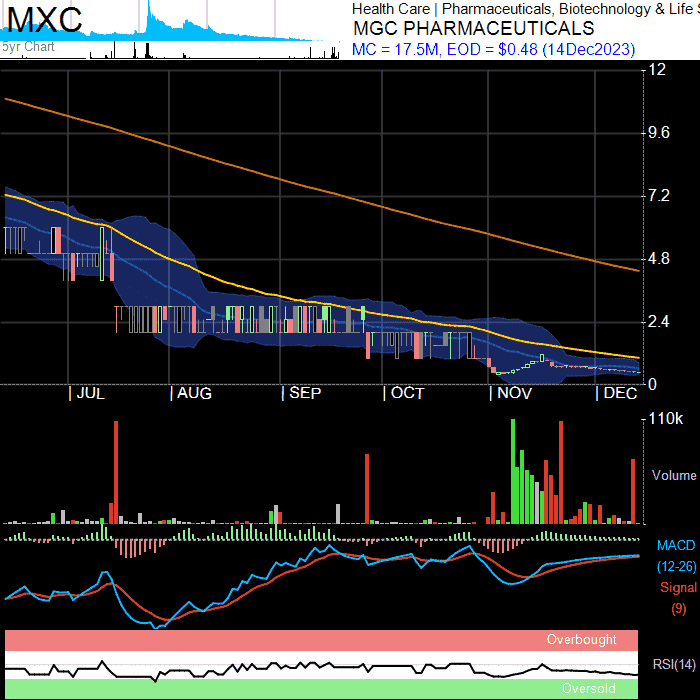 MXC
5yr Chart
Health Care | Pharmaceuticals, Biotechnology & Life S
MGC PHARMACEUTICALS
MC = 17.5M, EOD = $0.48 (14Dec2023)
12
9.6
7.2
4.8
2.4
0
| JUL | AUG | SEP | OCT | NOV | DEC
110k
Volume
MACD
(12-26)
Signal
(9)
Overbought
RSI(14)
Oversold